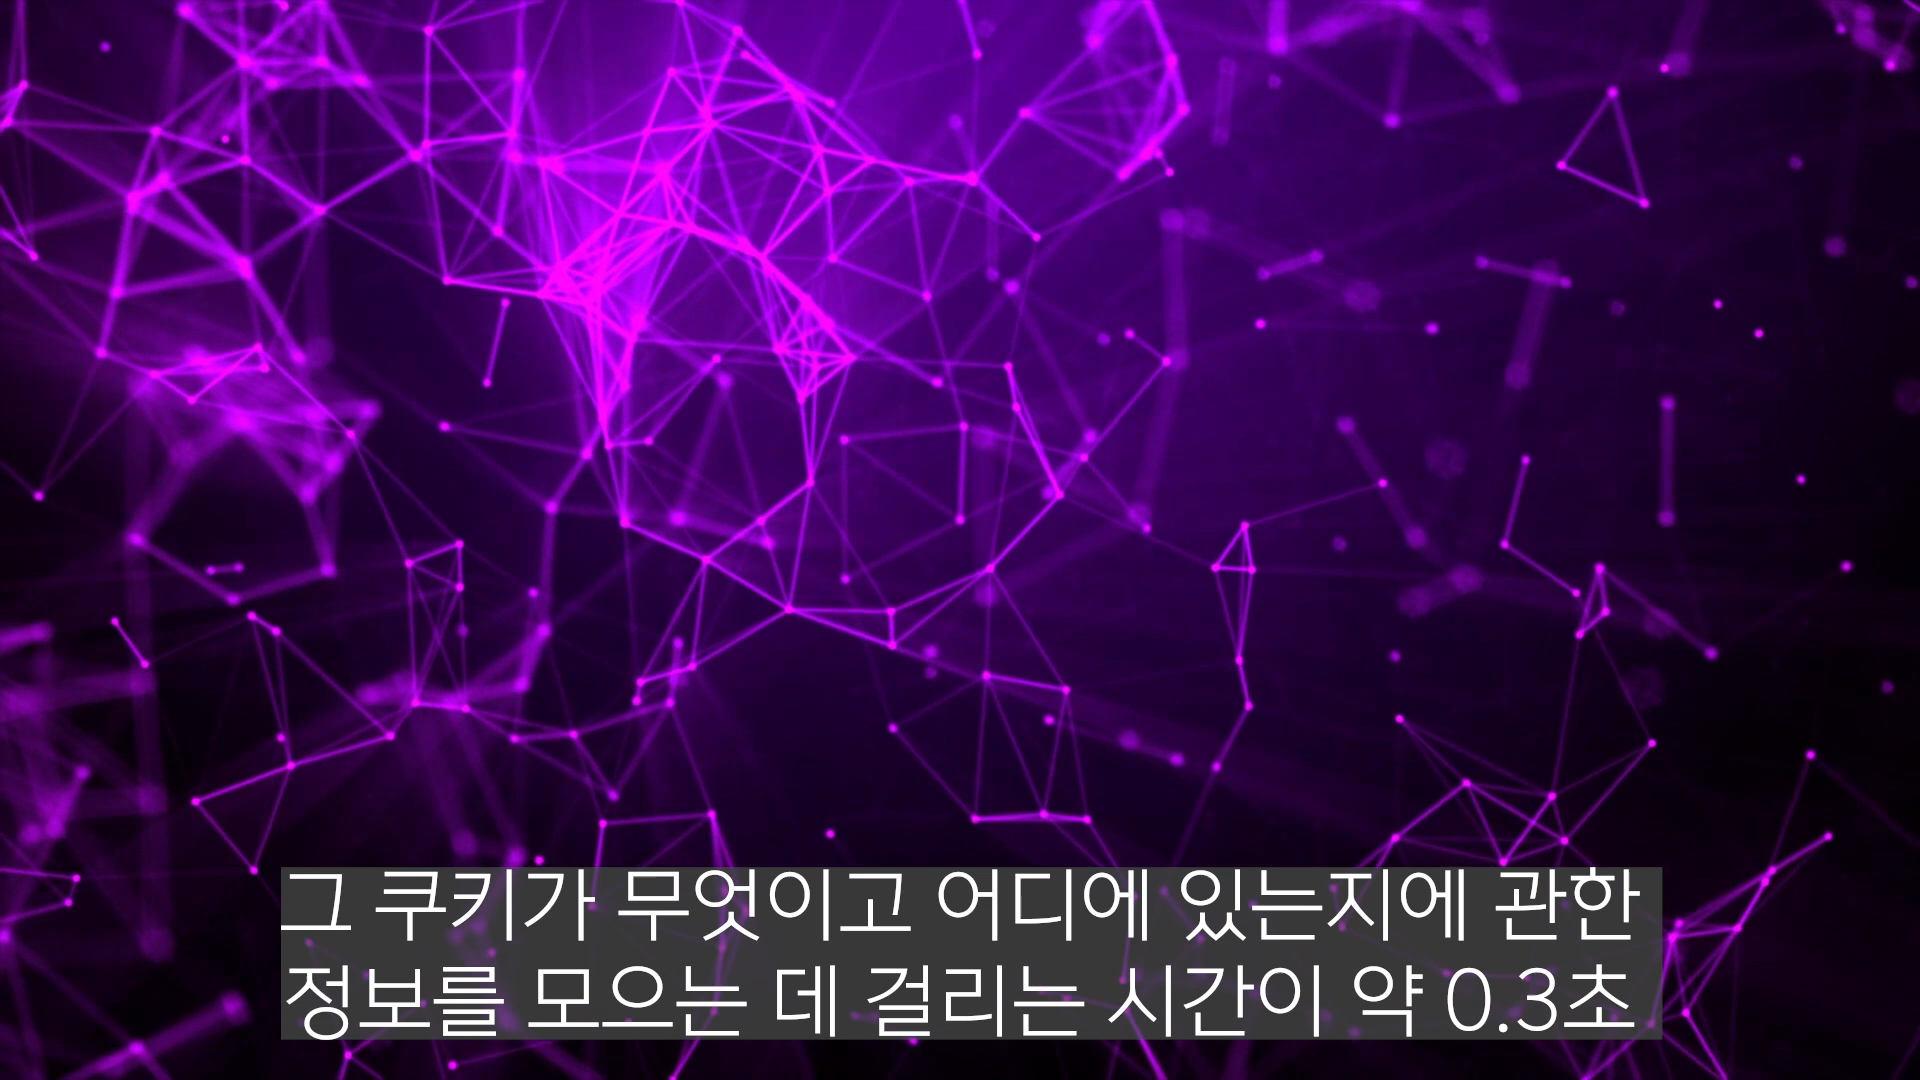 그 쿠키가 무엇이고 어디에 있는지에 관한
정보를 모으는 데 걸리는 시간이 약 0.3초